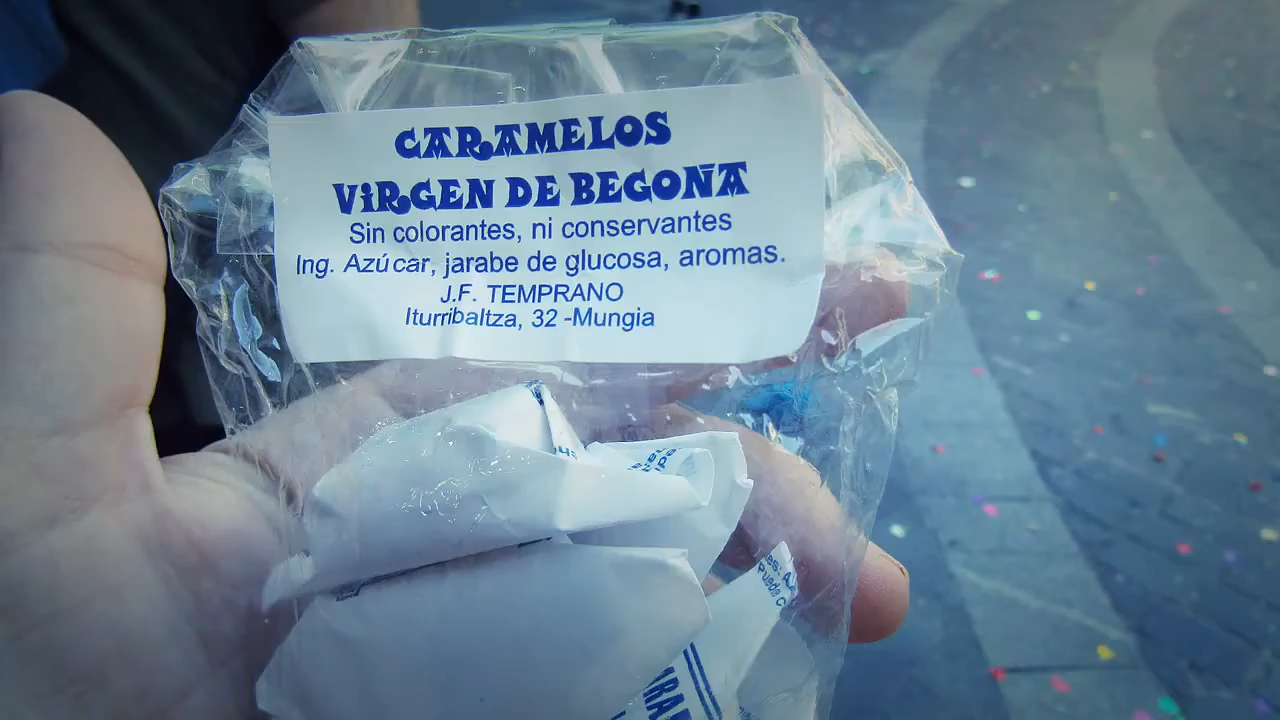 CARAMELOS
VIRGEN DE BEGOÑA
Sin colorantes, ni conservantes
Ing. Azúcar, jarabe de glucosa, aromas.
J.F. TEMPRANO
Iturribaltza, 32 -Mungia